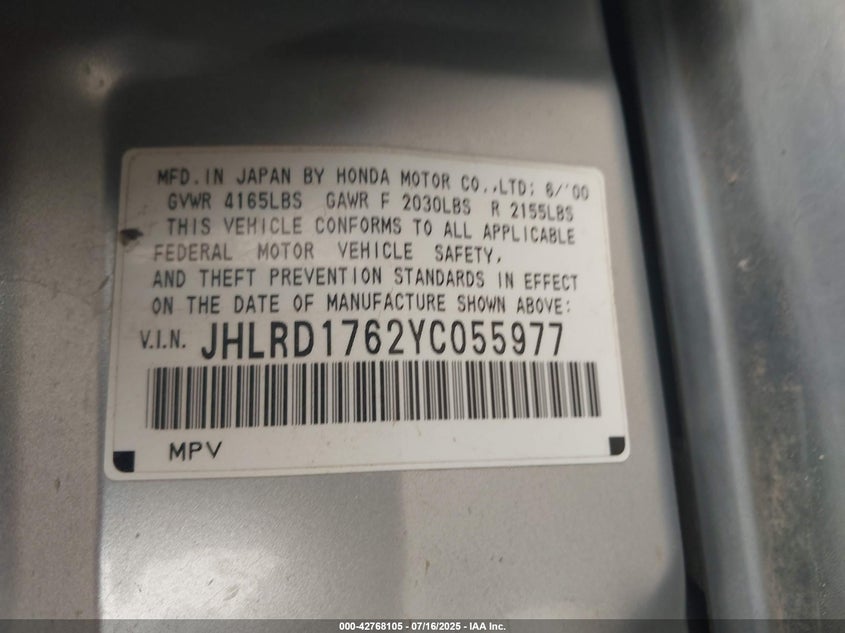 MFD. IN JAPAN BY HONDA MOTOR CO.,LTD; 6/'00
GVWR 4165LBS GAWR F 2030LBS R 2155LBS
THIS VEHICLE CONFORMS TO ALL APPLICABLE
FEDERAL MOTOR VEHICLE SAFETY,
AND THEFT PREVENTION STANDARDS IN EFFECT
ON THE DATE OF MANUFACTURE SHOWN ABOVE:
V.I.N. JHLRD1762YC055977
MPV
000-42768105 - 07/16/2025 - IAA Inc.